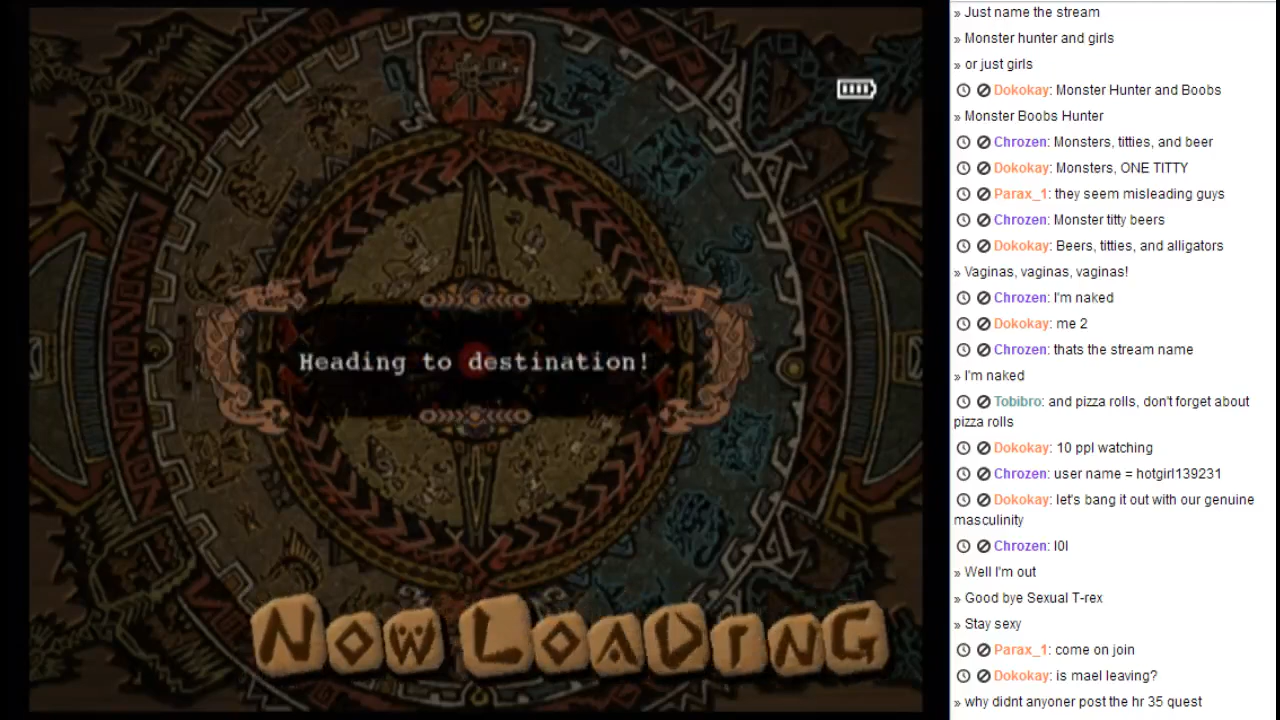 Heading to destination!
NOW LOADING
» Just name the stream
» Monster hunter and girls
» or just girls
Dokokay: Monster Hunter and Boobs
» Monster Boobs Hunter
Chrozen: Monsters, titties, and beer
Dokokay: Monsters, ONE TITTY
Parax_1: they seem misleading guys
Chrozen: Monster titty beers
Dokokay: Beers, titties, and alligators
» Vaginas, vaginas, vaginas!
Chrozen: I'm naked
Dokokay: me 2
Chrozen: thats the stream name
» I'm naked
Tobibro: and pizza rolls, don't forget about
pizza rolls
Dokokay: 10 ppl watching
Chrozen: user name = hotgirl139231
Dokokay: let's bang it out with our genuine
masculinity
Chrozen: l0l
» Well I'm out
» Good bye Sexual T-rex
» Stay sexy
Parax_1: come on join
Dokokay: is mael leaving?
» why didnt anyoner post the hr 35 quest